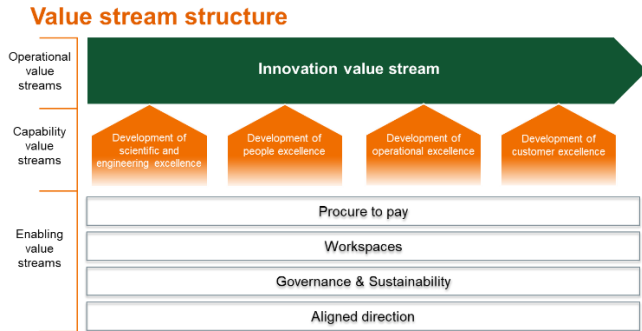 Value stream structure
Operational
value
streams
Innovation value stream
Capability
value
streams
Development of
scientific and
engineering excellence
Development of
people excellence
Development of
operational excellence
Development of
customer excellence
Enabling
value
streams
Procure to pay
Workspaces
Governance & Sustainability
Aligned direction